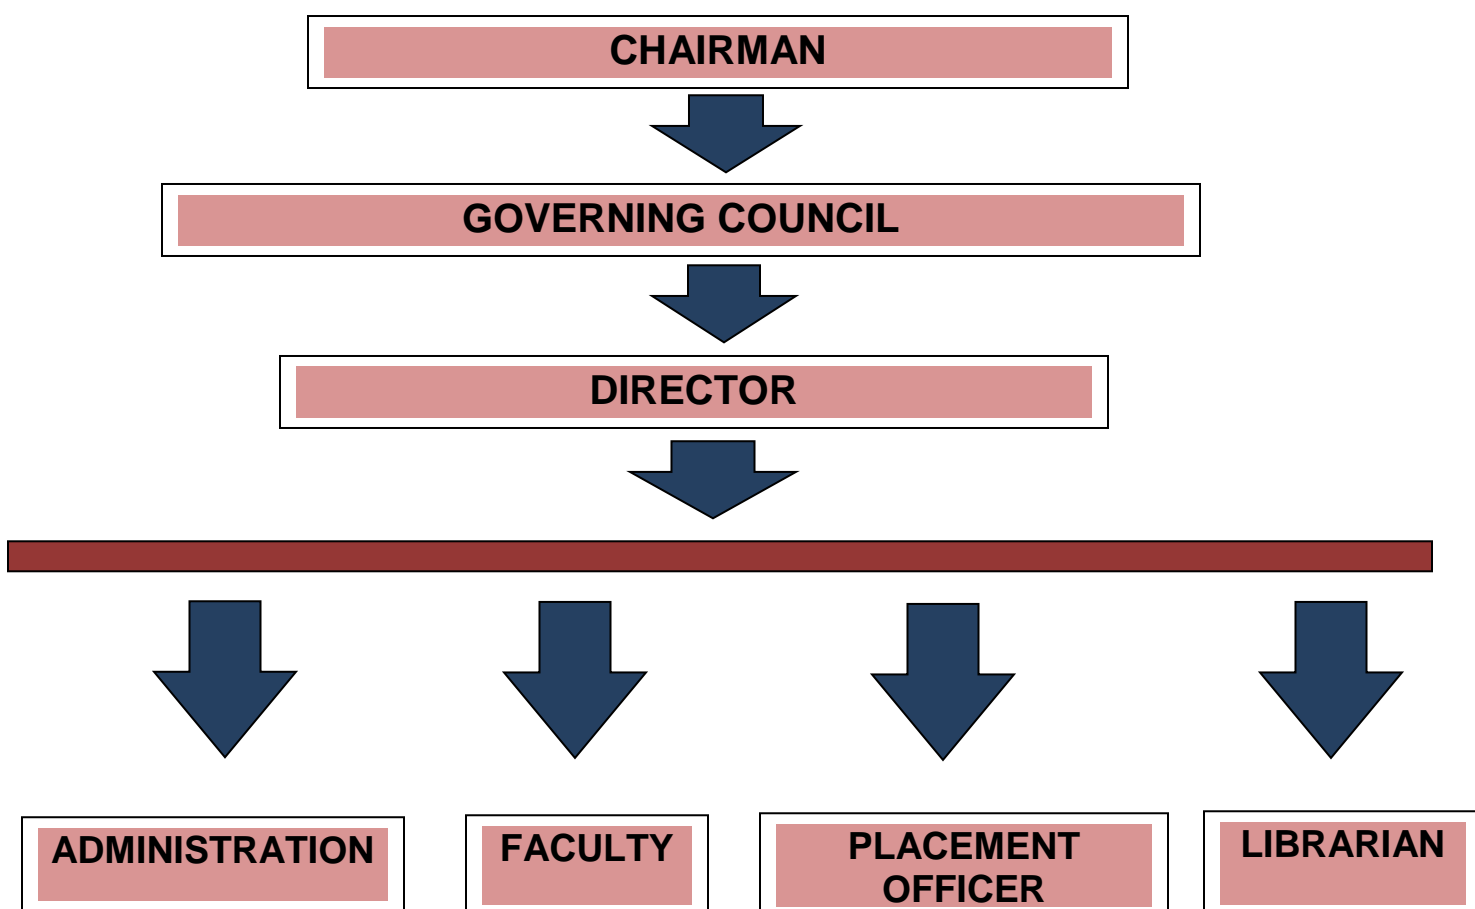 CHAIRMAN
GOVERNING COUNCIL
DIRECTOR
ADMINISTRATION
FACULTY
PLACEMENT
OFFICER
LIBRARIAN